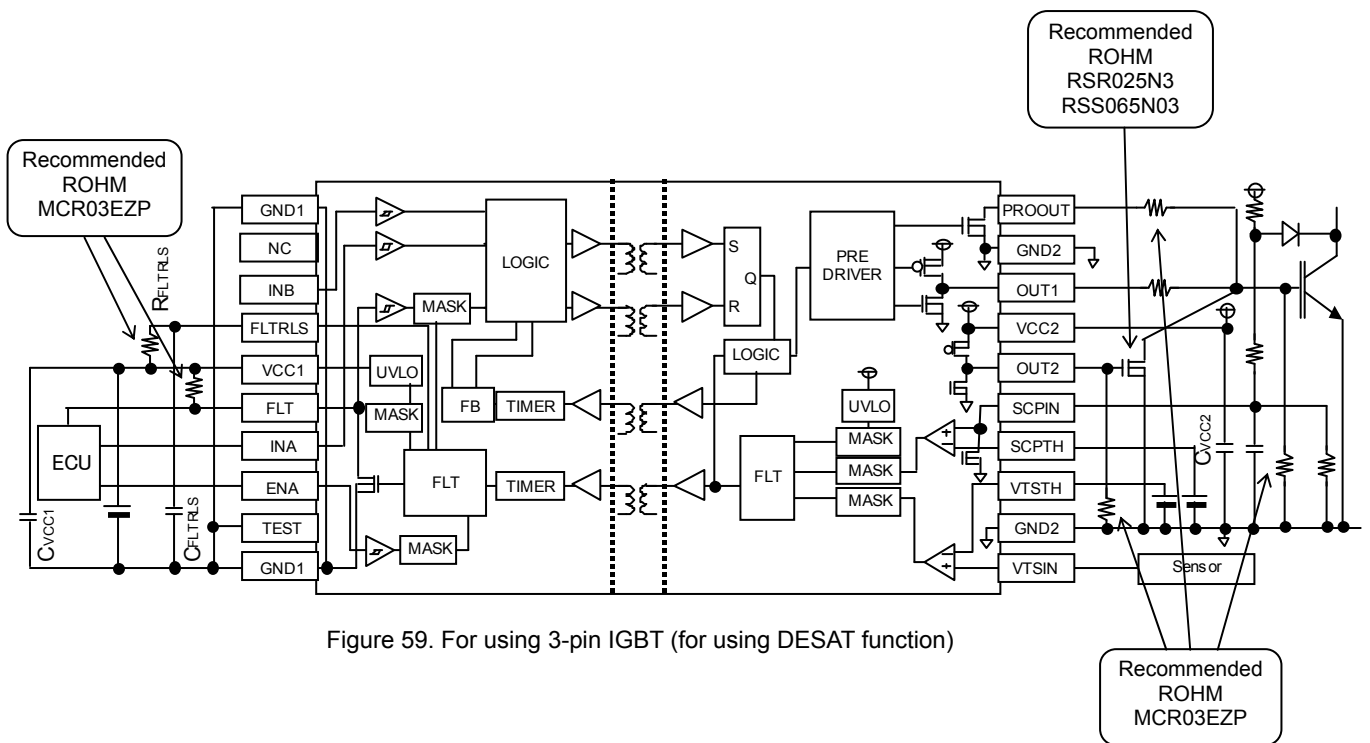 Recommended
ROHM
RSR025N3
RSS065N03
Recommended
ROHM
MCR03EZP
GND1
NC
INB
FLTRLS
VCC1
FLT
INA
ENA
TEST
GND1
RFLTRLS
ECU
CVCC1
CFLTRLS
LOGIC
MASK
UVLO
MASK
FB
TIMER
FLT
TIMER
MASK
S
Q
R
LOGIC
PRE
DRIVER
UVLO
MASK
MASK
MASK
FLT
+
-
+
PROOUT
GND2
OUT1
VCC2
OUT2
SCPIN
SCPTH
VTSTH
GND2
VTSIN
CVCC2
Sensor
Figure 59. For using 3-pin IGBT (for using DESAT function)
Recommended
ROHM
MCR03EZP